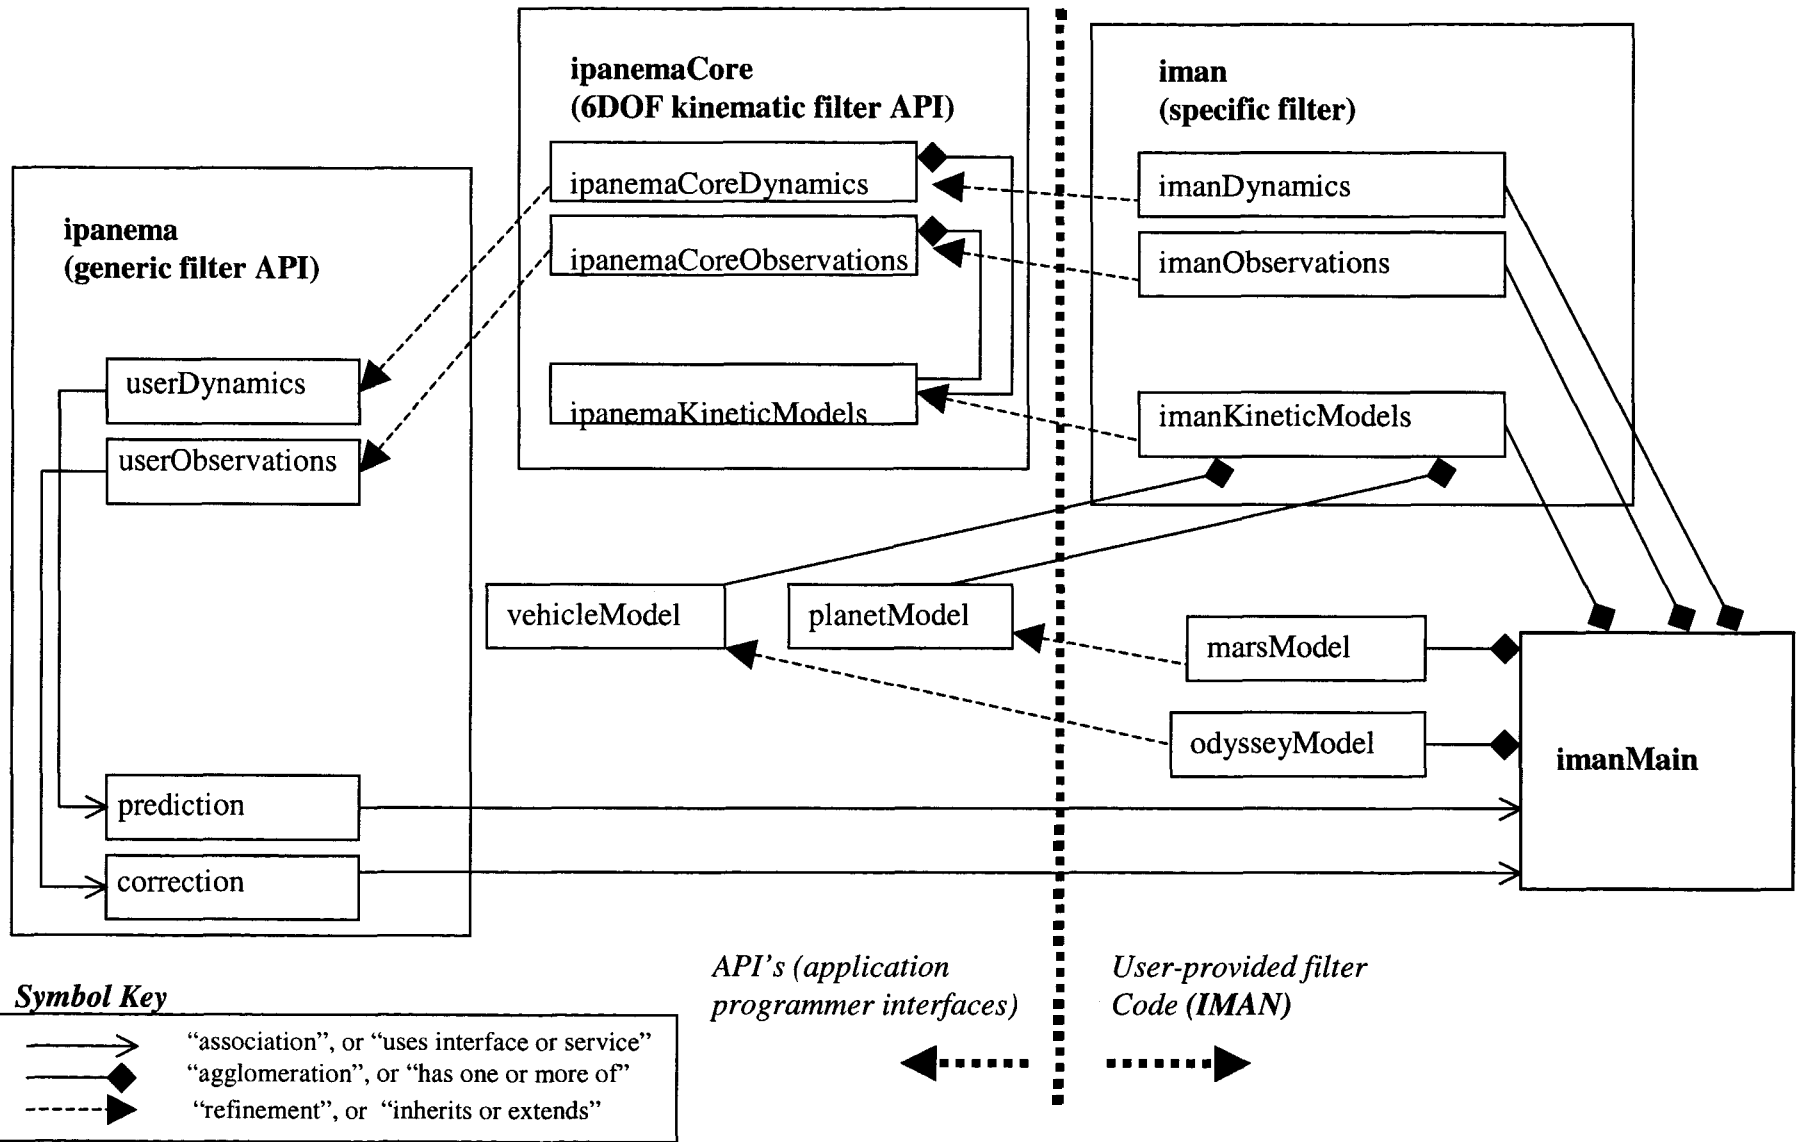 ipanemaCore
(6DOF kinematic filter API)
ipanemaCoreDynamics
ipanemaCoreObservations
ipanemaKineticModels
iman
(specific filter)
imanDynamics
imanObservations
imanKineticModels
ipanema
(generic filter API)
userDynamics
userObservations
prediction
correction
vehicleModel
planetModel
marsModel
odysseyModel
imanMain
API's (application
programmer interfaces)
User-provided filter
Code (IMAN)
Symbol Key
“association”, or “uses interface or service”
“agglomeration”, or “has one or more of”
“refinement”, or “inherits or extends”